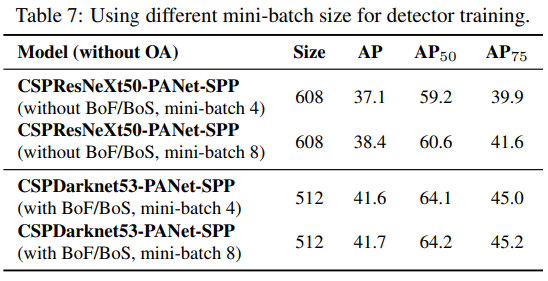 Table 7: Using different mini-batch size for detector training.
Model (without OA) Size AP AP50 AP75
CSPResNeXt50-PANet-SPP
(without BoF/BoS, mini-batch 4) 608 37.1 59.2 39.9
CSPResNeXt50-PANet-SPP
(without BoF/BoS, mini-batch 8) 608 38.4 60.6 41.6
CSPDarknet53-PANet-SPP
(with BoF/BoS, mini-batch 4) 512 41.6 64.1 45.0
CSPDarknet53-PANet-SPP
(with BoF/BoS, mini-batch 8) 512 41.7 64.2 45.2